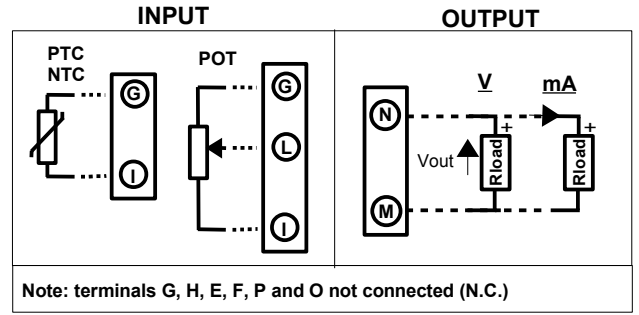 INPUT
OUTPUT
PTC
NTC
G
I
POT
G
L
I
N
M
V
mA
Vout
+
Rload
+
Rload
Note: terminals G, H, E, F, P and O not connected (N.C.)